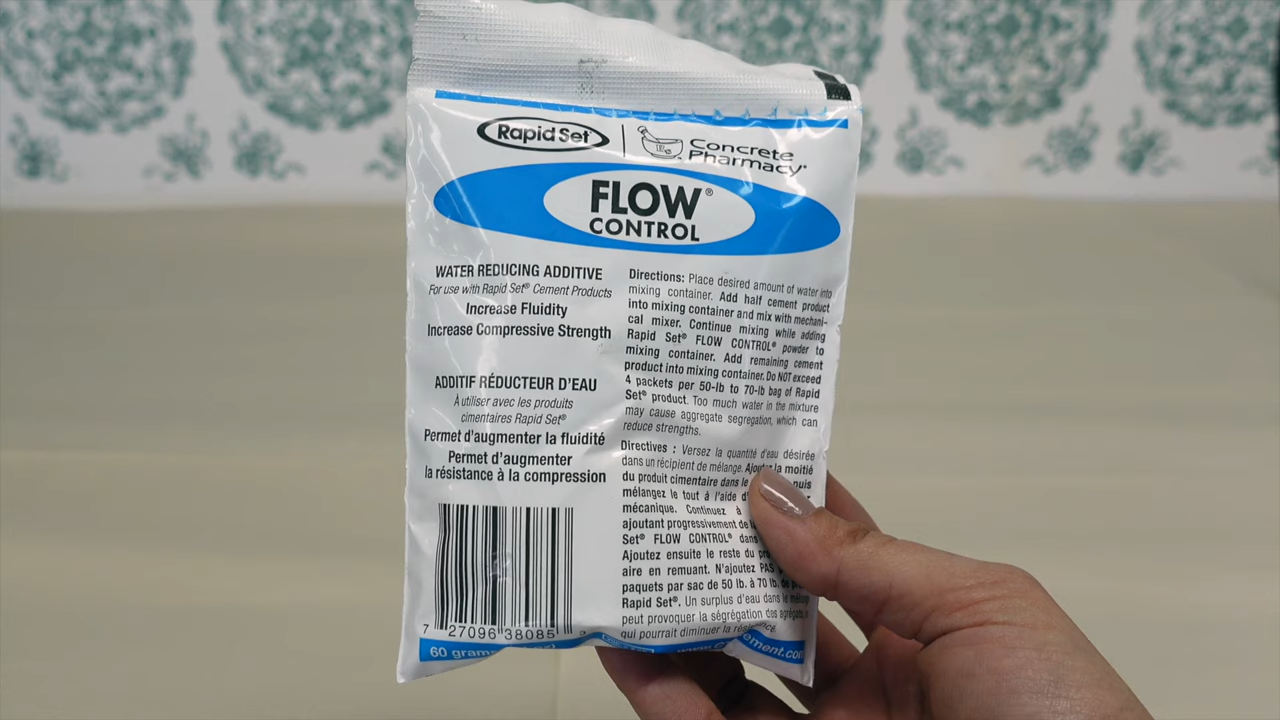 Rapid Set®
Concrete
Pharmacy®
FLOW®
CONTROL
WATER REDUCING ADDITIVE
For use with Rapid Set® Cement Products
Increase Fluidity
Increase Compressive Strength
ADDITIF RÉDUCTEUR D'EAU
À utiliser avec les produits
cimentaires Rapid Set®
Permet d'augmenter la fluidité
Permet d'augmenter
la résistance à la compression
Directions: Place desired amount of water into
mixing container. Add half cement product
into mixing container and mix with mechani-
cal mixer. Continue mixing while adding
Rapid Set® FLOW CONTROL® powder to
mixing container. Add remaining cement
product into mixing container. Do NOT exceed
4 packets per 50-lb to 70-lb bag of Rapid
Set® product. Too much water in the mixture
may cause aggregate segregation, which can
reduce strengths.
Directives : Versez la quantité d'eau désirée
dans un récipient de mélange. Ajoutez la moitié
du produit cimentaire dans le puis
mélangez le tout à l'aide
mécanique. Continuez à
ajoutant progressivement de
Set® FLOW CONTROL® dans
Ajoutez ensuite le reste du
aire en remuant. N'ajoutez PAS
paquets par sac de 50 lb. à 70 lb. de
Rapid Set®. Un surplus d'eau dans le
peut provoquer la ségrégation des
qui pourrait diminuer la
7 27096 38085
60